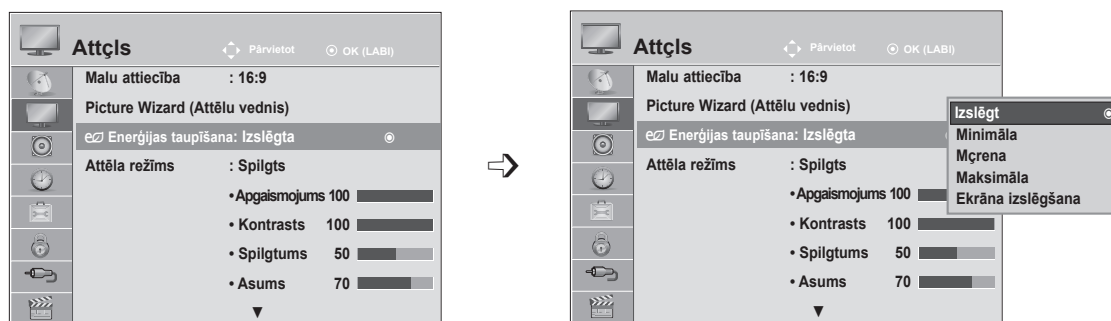 Attçls
Pārvietot
OK (LABI)
Malu attiecība : 16:9
Picture Wizard (Attēlu vednis)
Enerģijas taupīšana: Izslēgta
Attēla režīms : Spilgts
•Apgaismojums 100
• Kontrasts 100
• Spilgtums 50
• Asums 70
Attçls
Pārvietot
OK (LABI)
Malu attiecība : 16:9
Picture Wizard (Attēlu vednis)
Enerģijas taupīšana: Izslēgta
Attēla režīms : Spilgts
•Apgaismojums 100
• Kontrasts 100
• Spilgtums 50
• Asums 70
Izslēgt
Minimāla
Mçrena
Maksimāla
Ekrāna izslēgšana